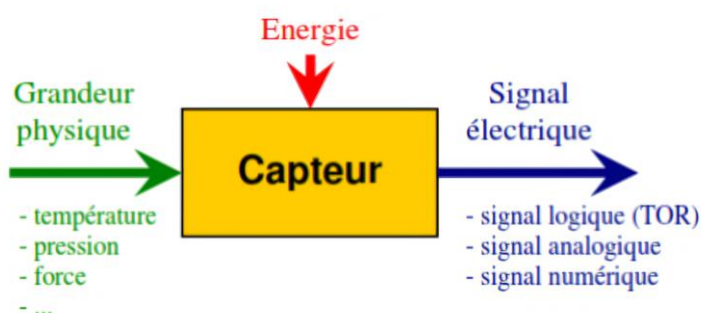 Energie
Grandeur
physique
Signal
électrique
Capteur
- température
- pression
- force
- ...
- signal logique (TOR)
- signal analogique
- signal numérique